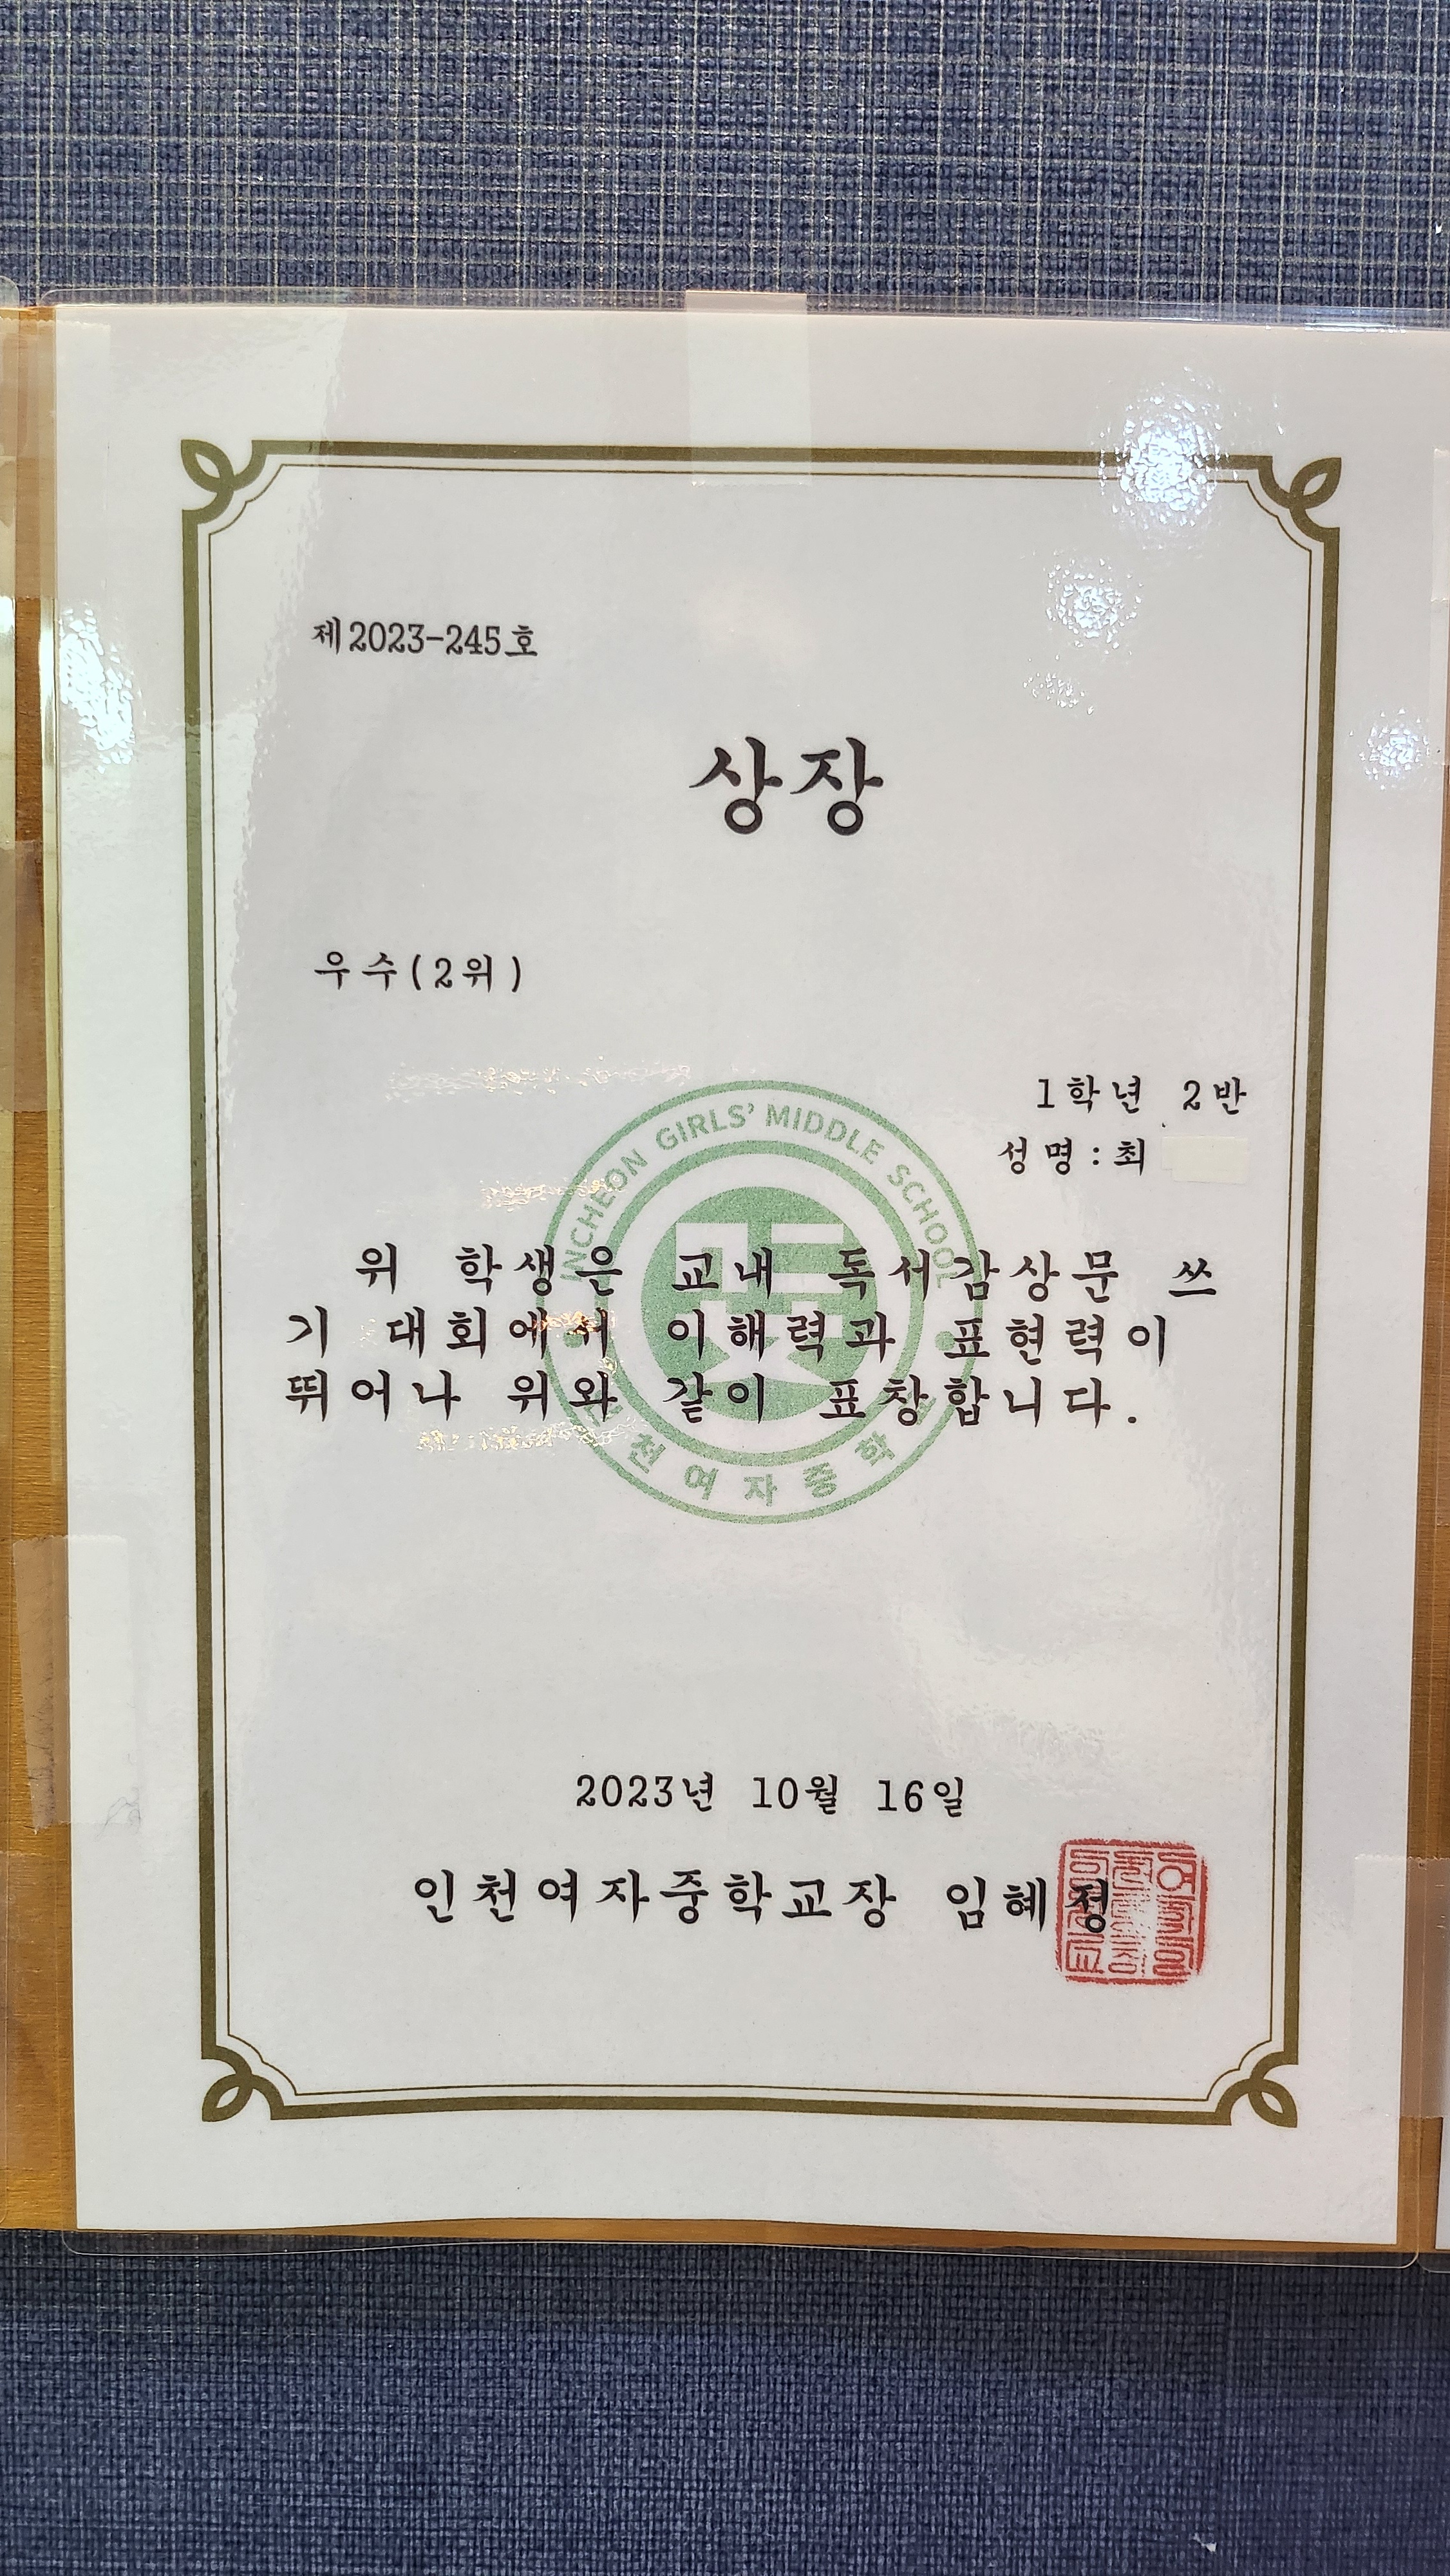 제2023-245호
상장
우수(2위)
1학년 2반
성명:최
INCHEON GIRLS' MIDDLE SCHOOL
위 학생은 교내 독서감상문 쓰
기 대회에서 이해력과 표현력이
뛰어나 위와 같이 표창합니다.
천여자중학
2023년 10월 16일
인천여자중학교장 임혜정